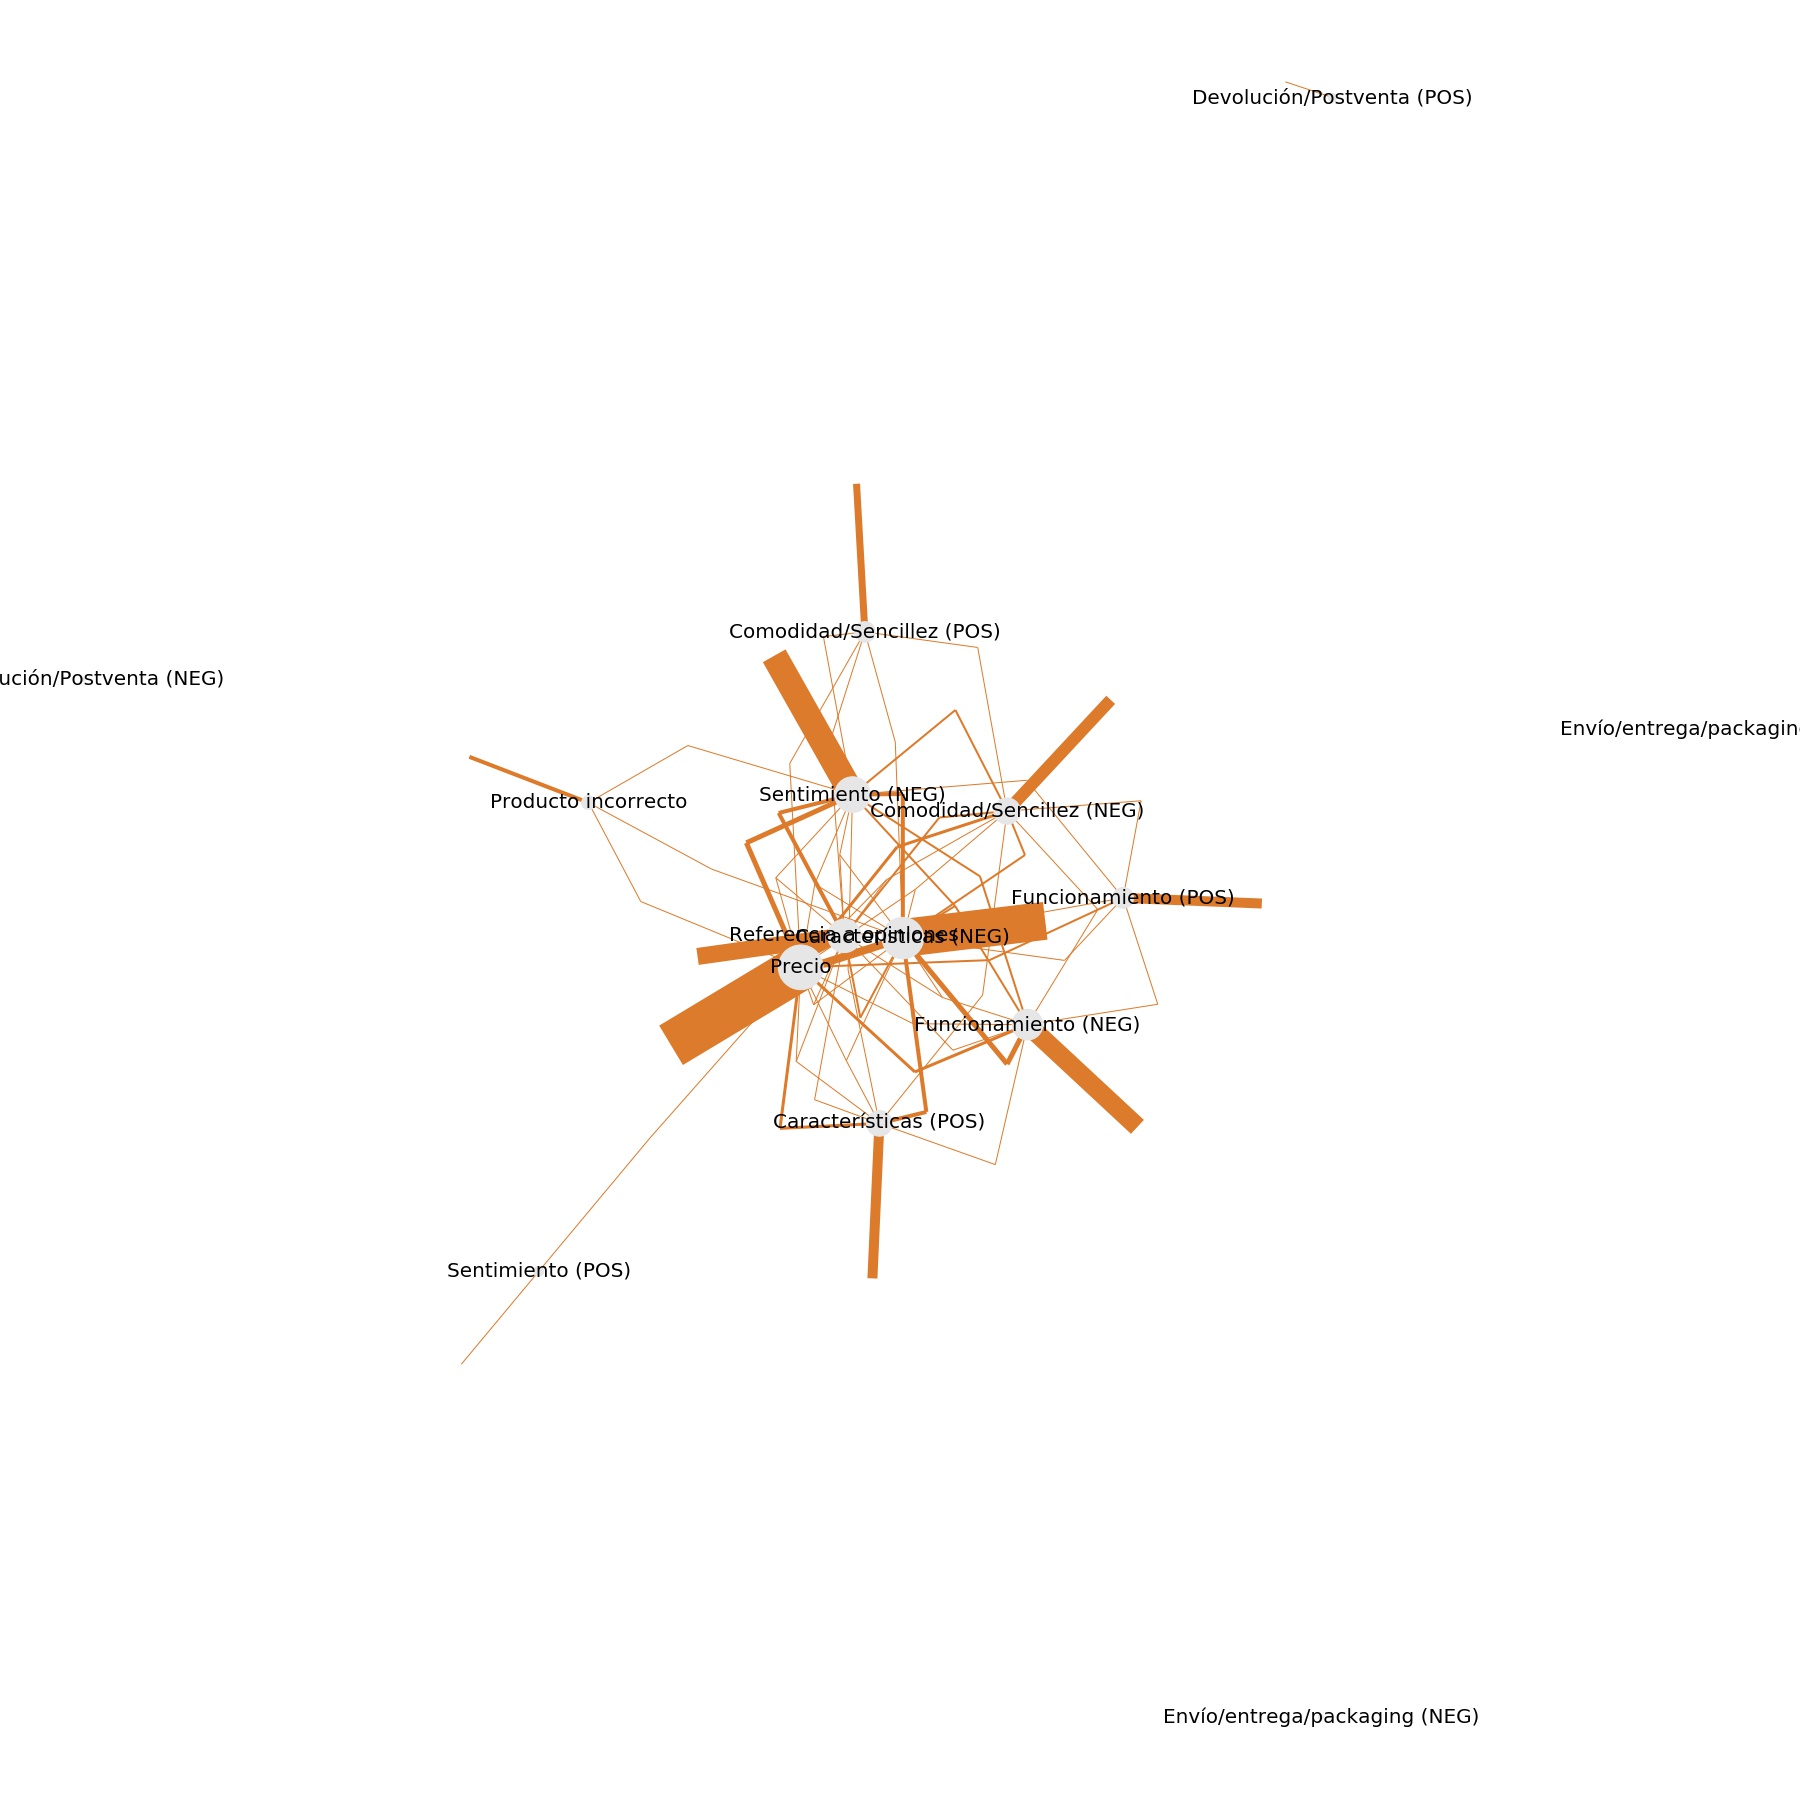 Devolución/Postventa (POS)
Comodidad/Sencillez (POS)
ución/Postventa (NEG)
Envío/entrega/packaging
Sentimiento (NEG)
Producto incorrecto
Comodidad/Sencillez (NEG)
Funcionamiento (POS)
Referencia a opiniones
Características (NEG)
Precio
Funcionamiento (NEG)
Características (POS)
Sentimiento (POS)
Envío/entrega/packaging (NEG)